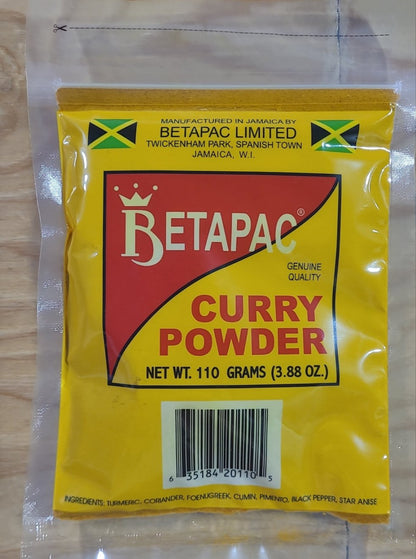 MANUFACTURED IN JAMAICA BY
BETAPAC LIMITED
TWICKENHAM PARK, SPANISH TOWN
JAMAICA, W.I.
BETAPAC®
GENUINE
QUALITY
CURRY
POWDER
NET WT. 110 GRAMS (3.88 OZ.)
6 35184 20110 5
INGREDIENTS: TURMERIC, CORIANDER, FOENUGREEK, CUMIN, PIMENTO, BLACK PEPPER, STAR ANISE